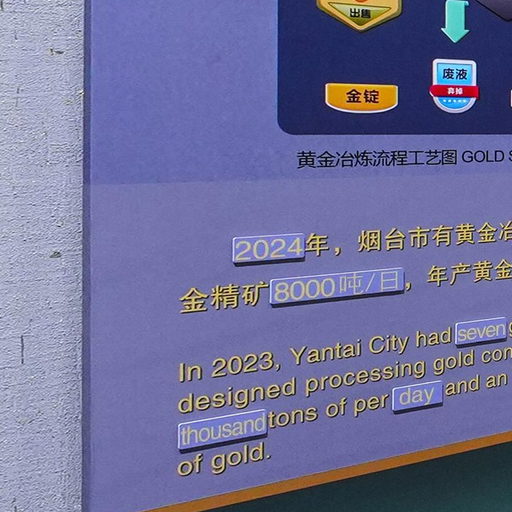 出售
废液
弃掉
金锭
黄金冶炼流程工艺图 GOLD S
2024年，烟台市有黄金冶
金精矿8000吨/日，年产黄金
In 2023, Yantai City had seven g
designed processing gold con
thousand tons of per day and an
of gold.